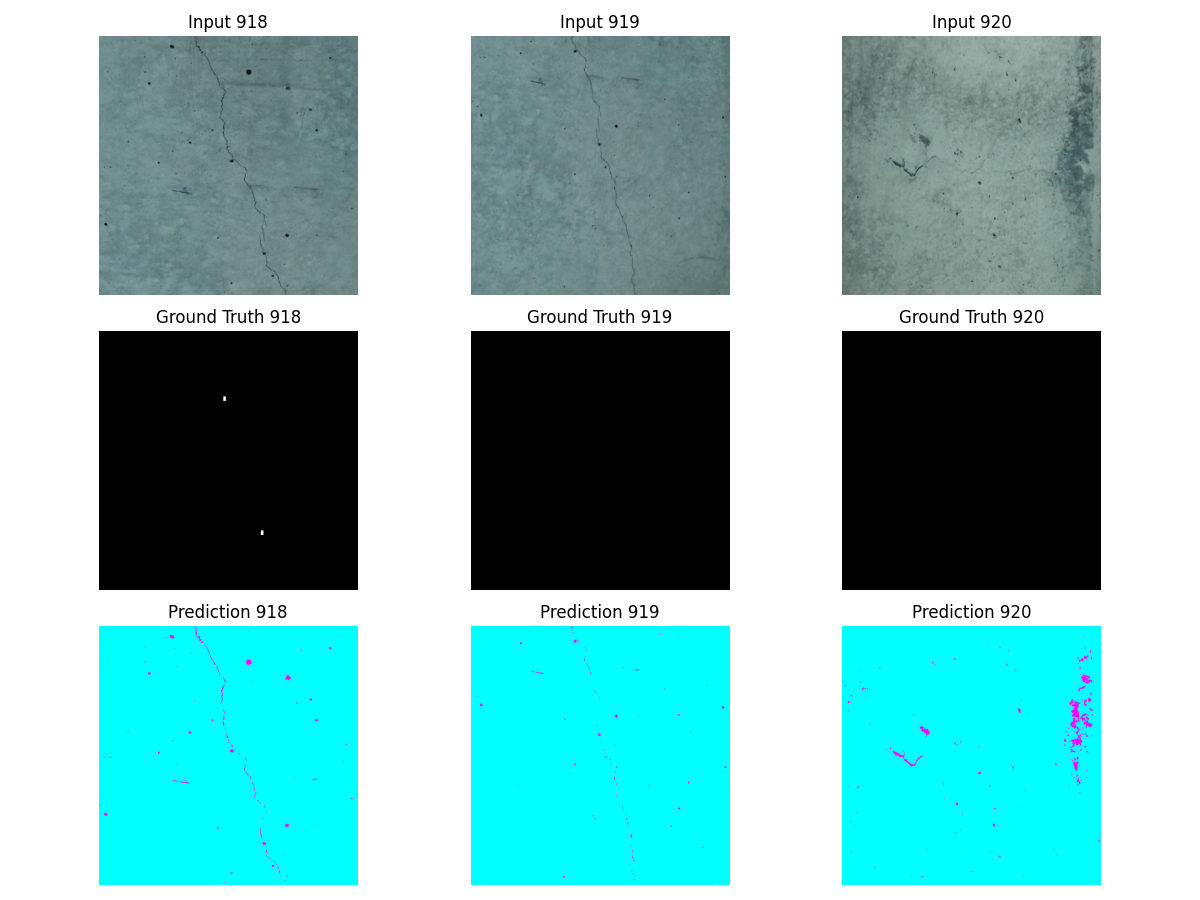 Input 918
Input 919
Input 920
Ground Truth 918
Ground Truth 919
Ground Truth 920
Prediction 918
Prediction 919
Prediction 920